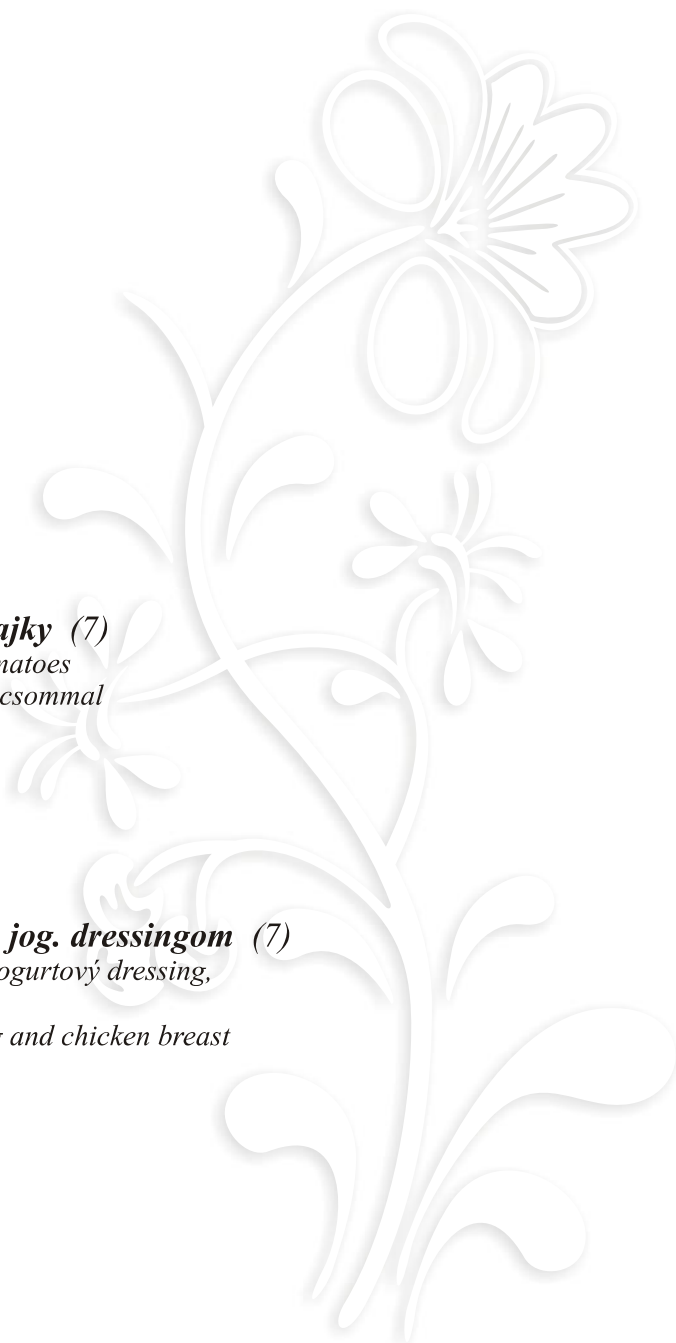 ajky (7)
natoes
csommal
jog. dressingom (7)
ogurtový dressing,
and chicken breast